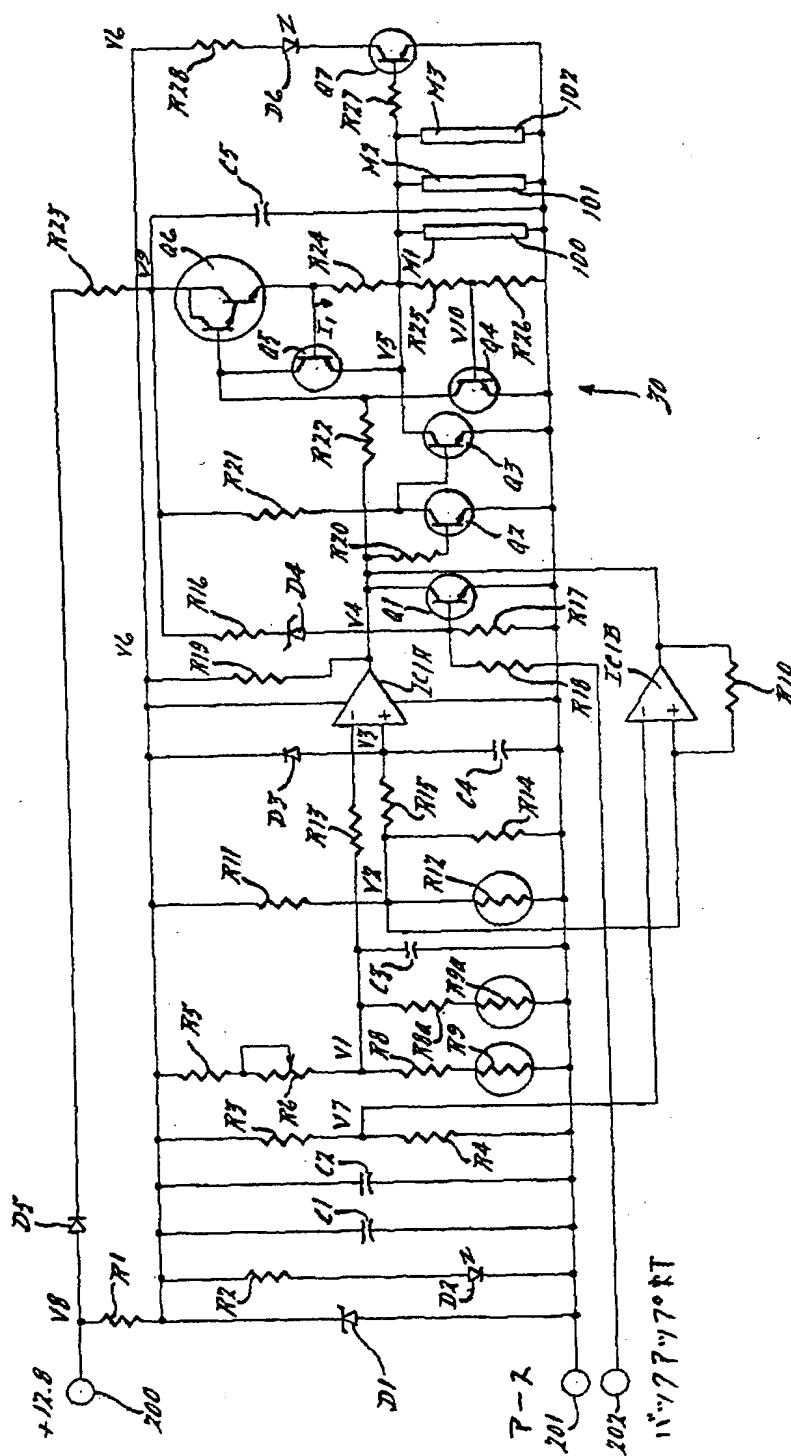 +12.8
200
V8
R1
D5
D1
R2
D2
C1
C2
R3
R4
V7
R5
R6
V1
R8
R9
R8a
R9a
C3
R11
V2
R12
R13
R15
R14
D3
V3
C4
IC1A
V6
R19
R16
D4
V4
Q1
R17
R18
IC1B
R10
R20
R21
Q2
Q3
R22
Q5
I1
V5
Q4
V10
R25
R26
R24
Q6
V9
R23
C5
M1
M2
M3
100
101
102
R27
Q7
D6
R28
V6
30
アース
201
202
バックアップ灯